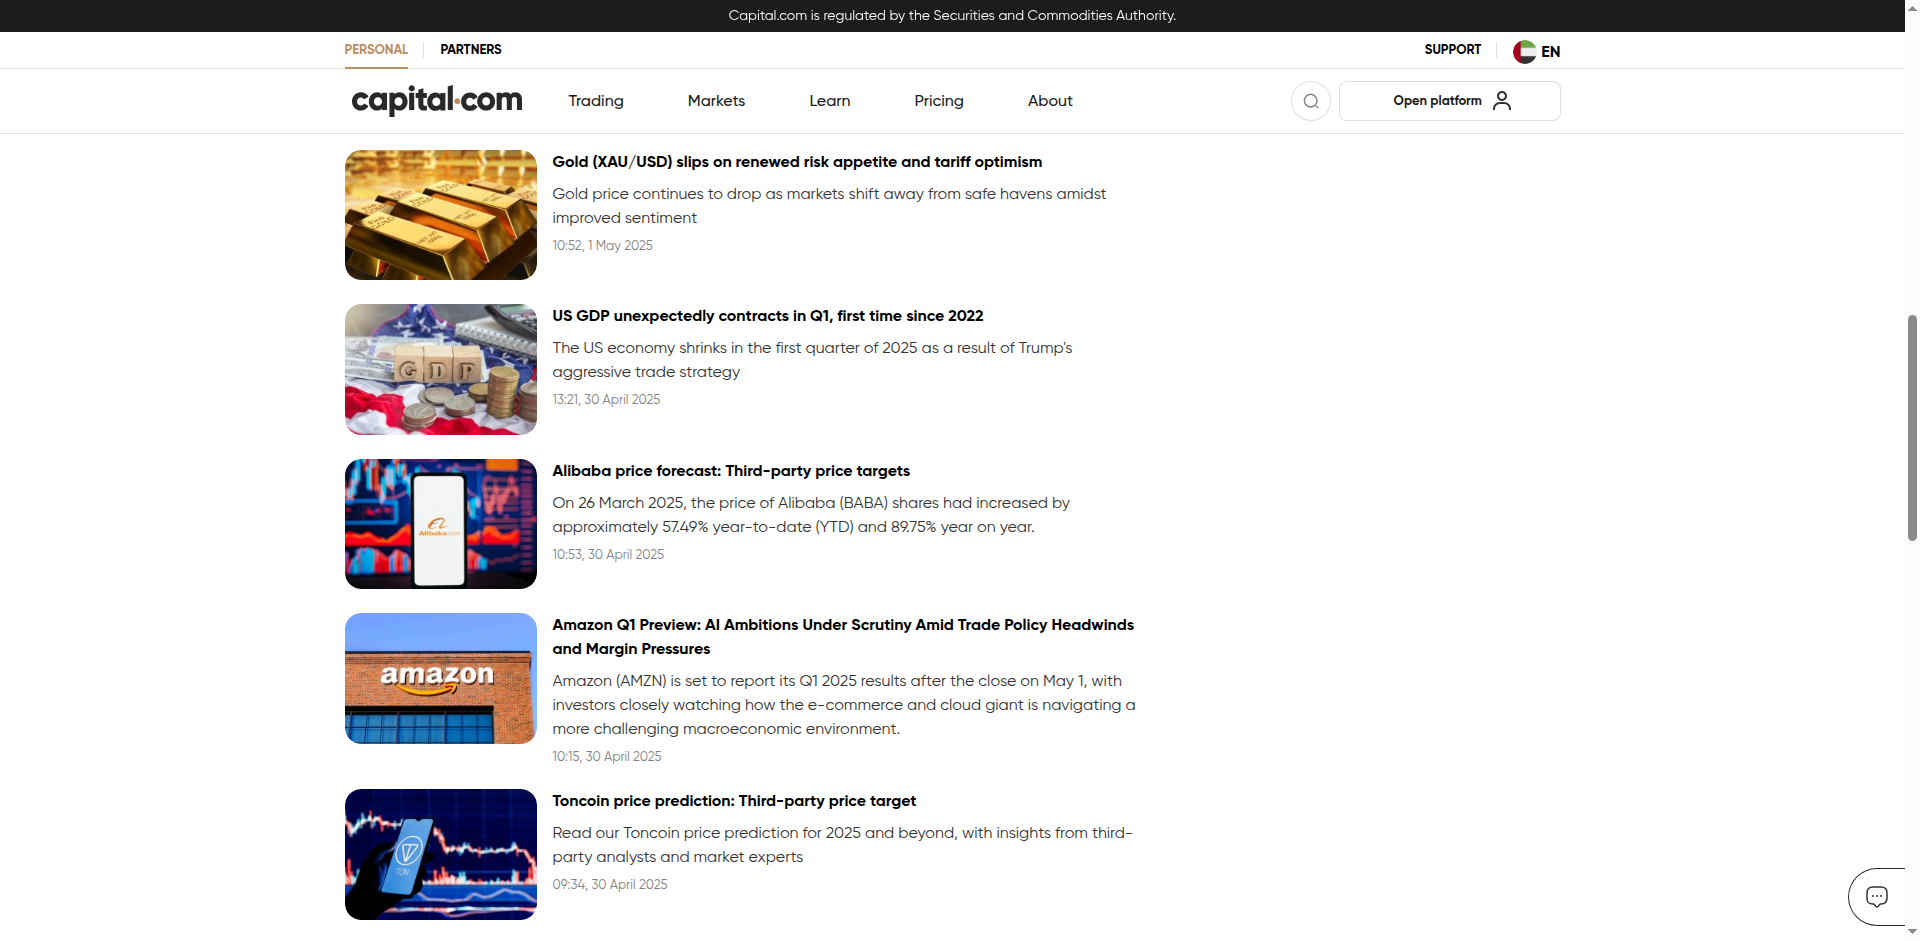 Capital.com is regulated by the Securities and Commodities Authority.
PERSONAL
PARTNERS
SUPPORT
EN
capital.com
Trading
Markets
Learn
Pricing
About
Open platform
Gold (XAU/USD) slips on renewed risk appetite and tariff optimism
Gold price continues to drop as markets shift away from safe havens amidst
improved sentiment
10:52, 1 May 2025
GDP
US GDP unexpectedly contracts in Q1, first time since 2022
The US economy shrinks in the first quarter of 2025 as a result of Trump's
aggressive trade strategy
13:21, 30 April 2025
Alibaba.com
Alibaba price forecast: Third-party price targets
On 26 March 2025, the price of Alibaba (BABA) shares had increased by
approximately 57.49% year-to-date (YTD) and 89.75% year on year.
10:53, 30 April 2025
amazon
Amazon Q1 Preview: AI Ambitions Under Scrutiny Amid Trade Policy Headwinds
and Margin Pressures
Amazon (AMZN) is set to report its Q1 2025 results after the close on May 1, with
investors closely watching how the e-commerce and cloud giant is navigating a
more challenging macroeconomic environment.
10:15, 30 April 2025
TON
Toncoin price prediction: Third-party price target
Read our Toncoin price prediction for 2025 and beyond, with insights from third-
party analysts and market experts
09:34, 30 April 2025